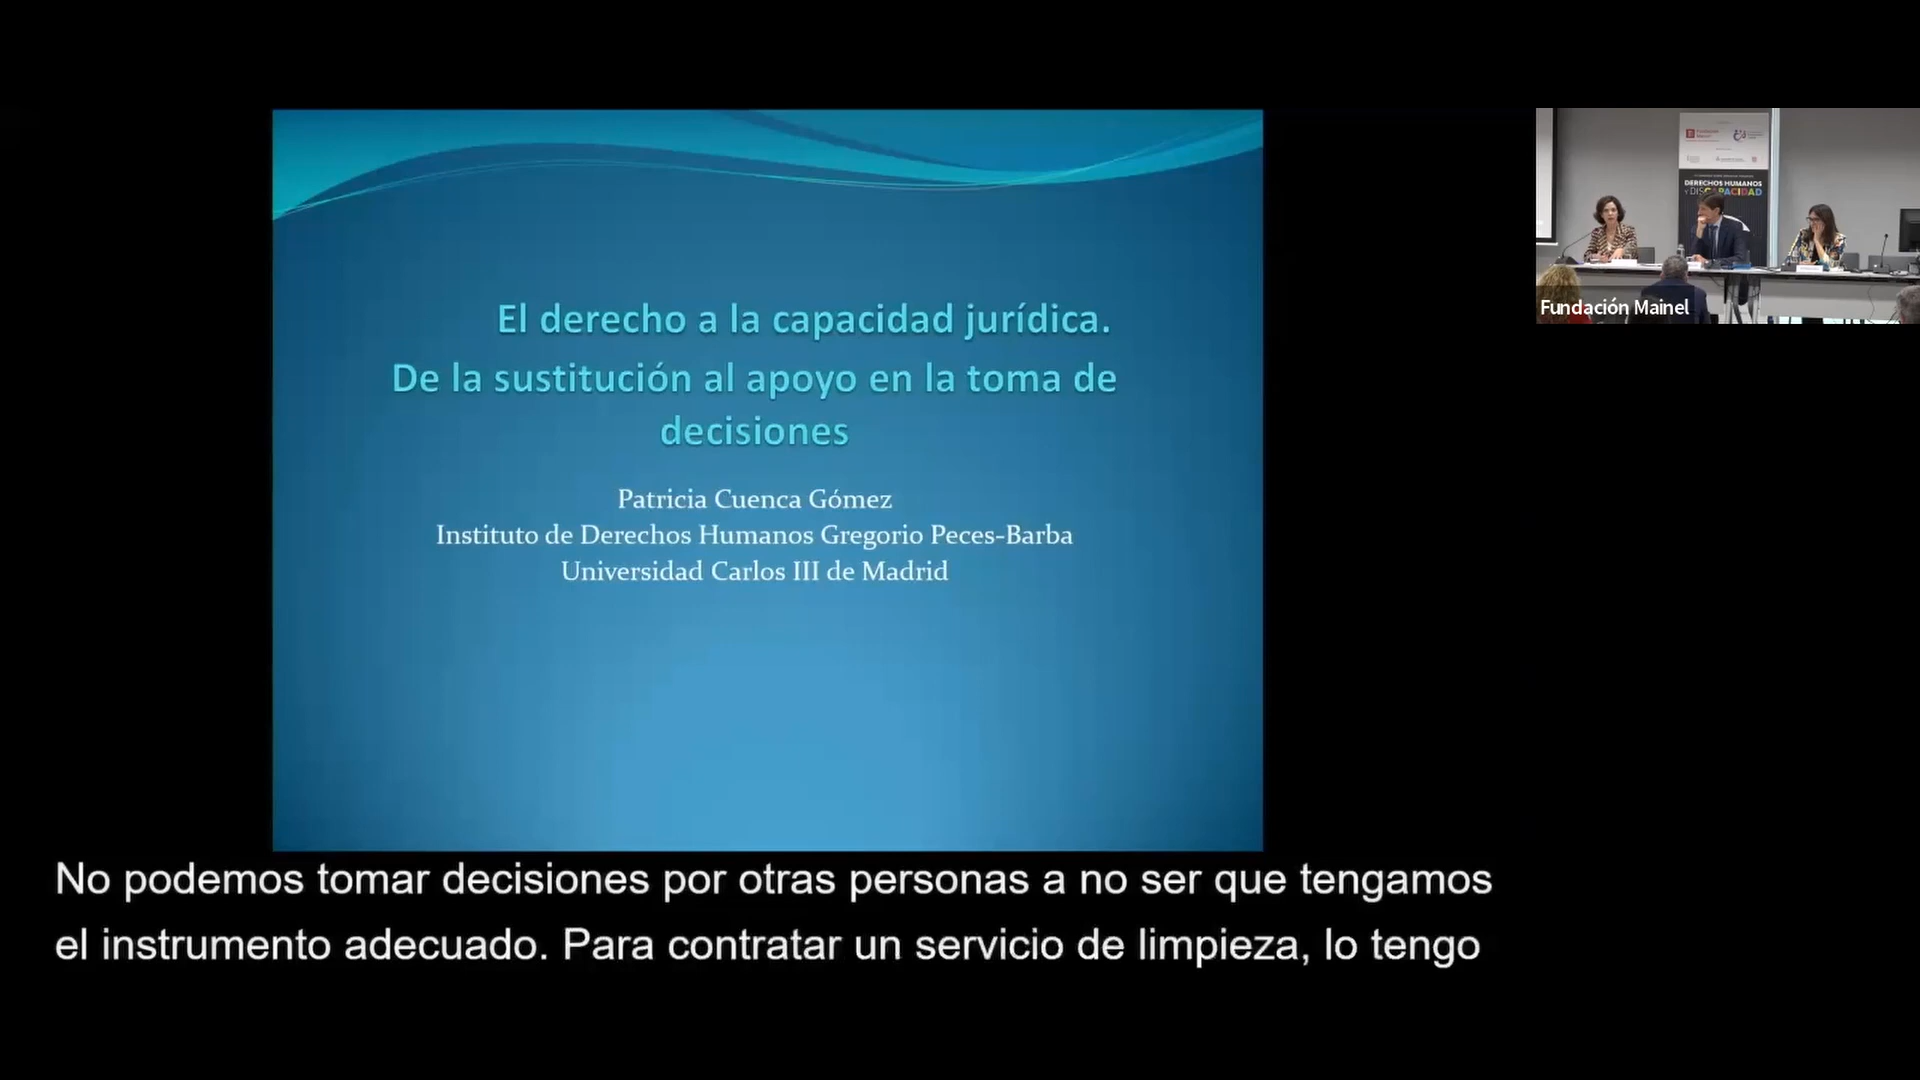 El derecho a la capacidad jurídica.
De la sustitución al apoyo en la toma de
decisiones
Patricia Cuenca Gómez
Instituto de Derechos Humanos Gregorio Peces-Barba
Universidad Carlos III de Madrid
DERECHOS HUMANOS
Y DISCAPACIDAD
Fundación Mainel
No podemos tomar decisiones por otras personas a no ser que tengamos
el instrumento adecuado. Para contratar un servicio de limpieza, lo tengo